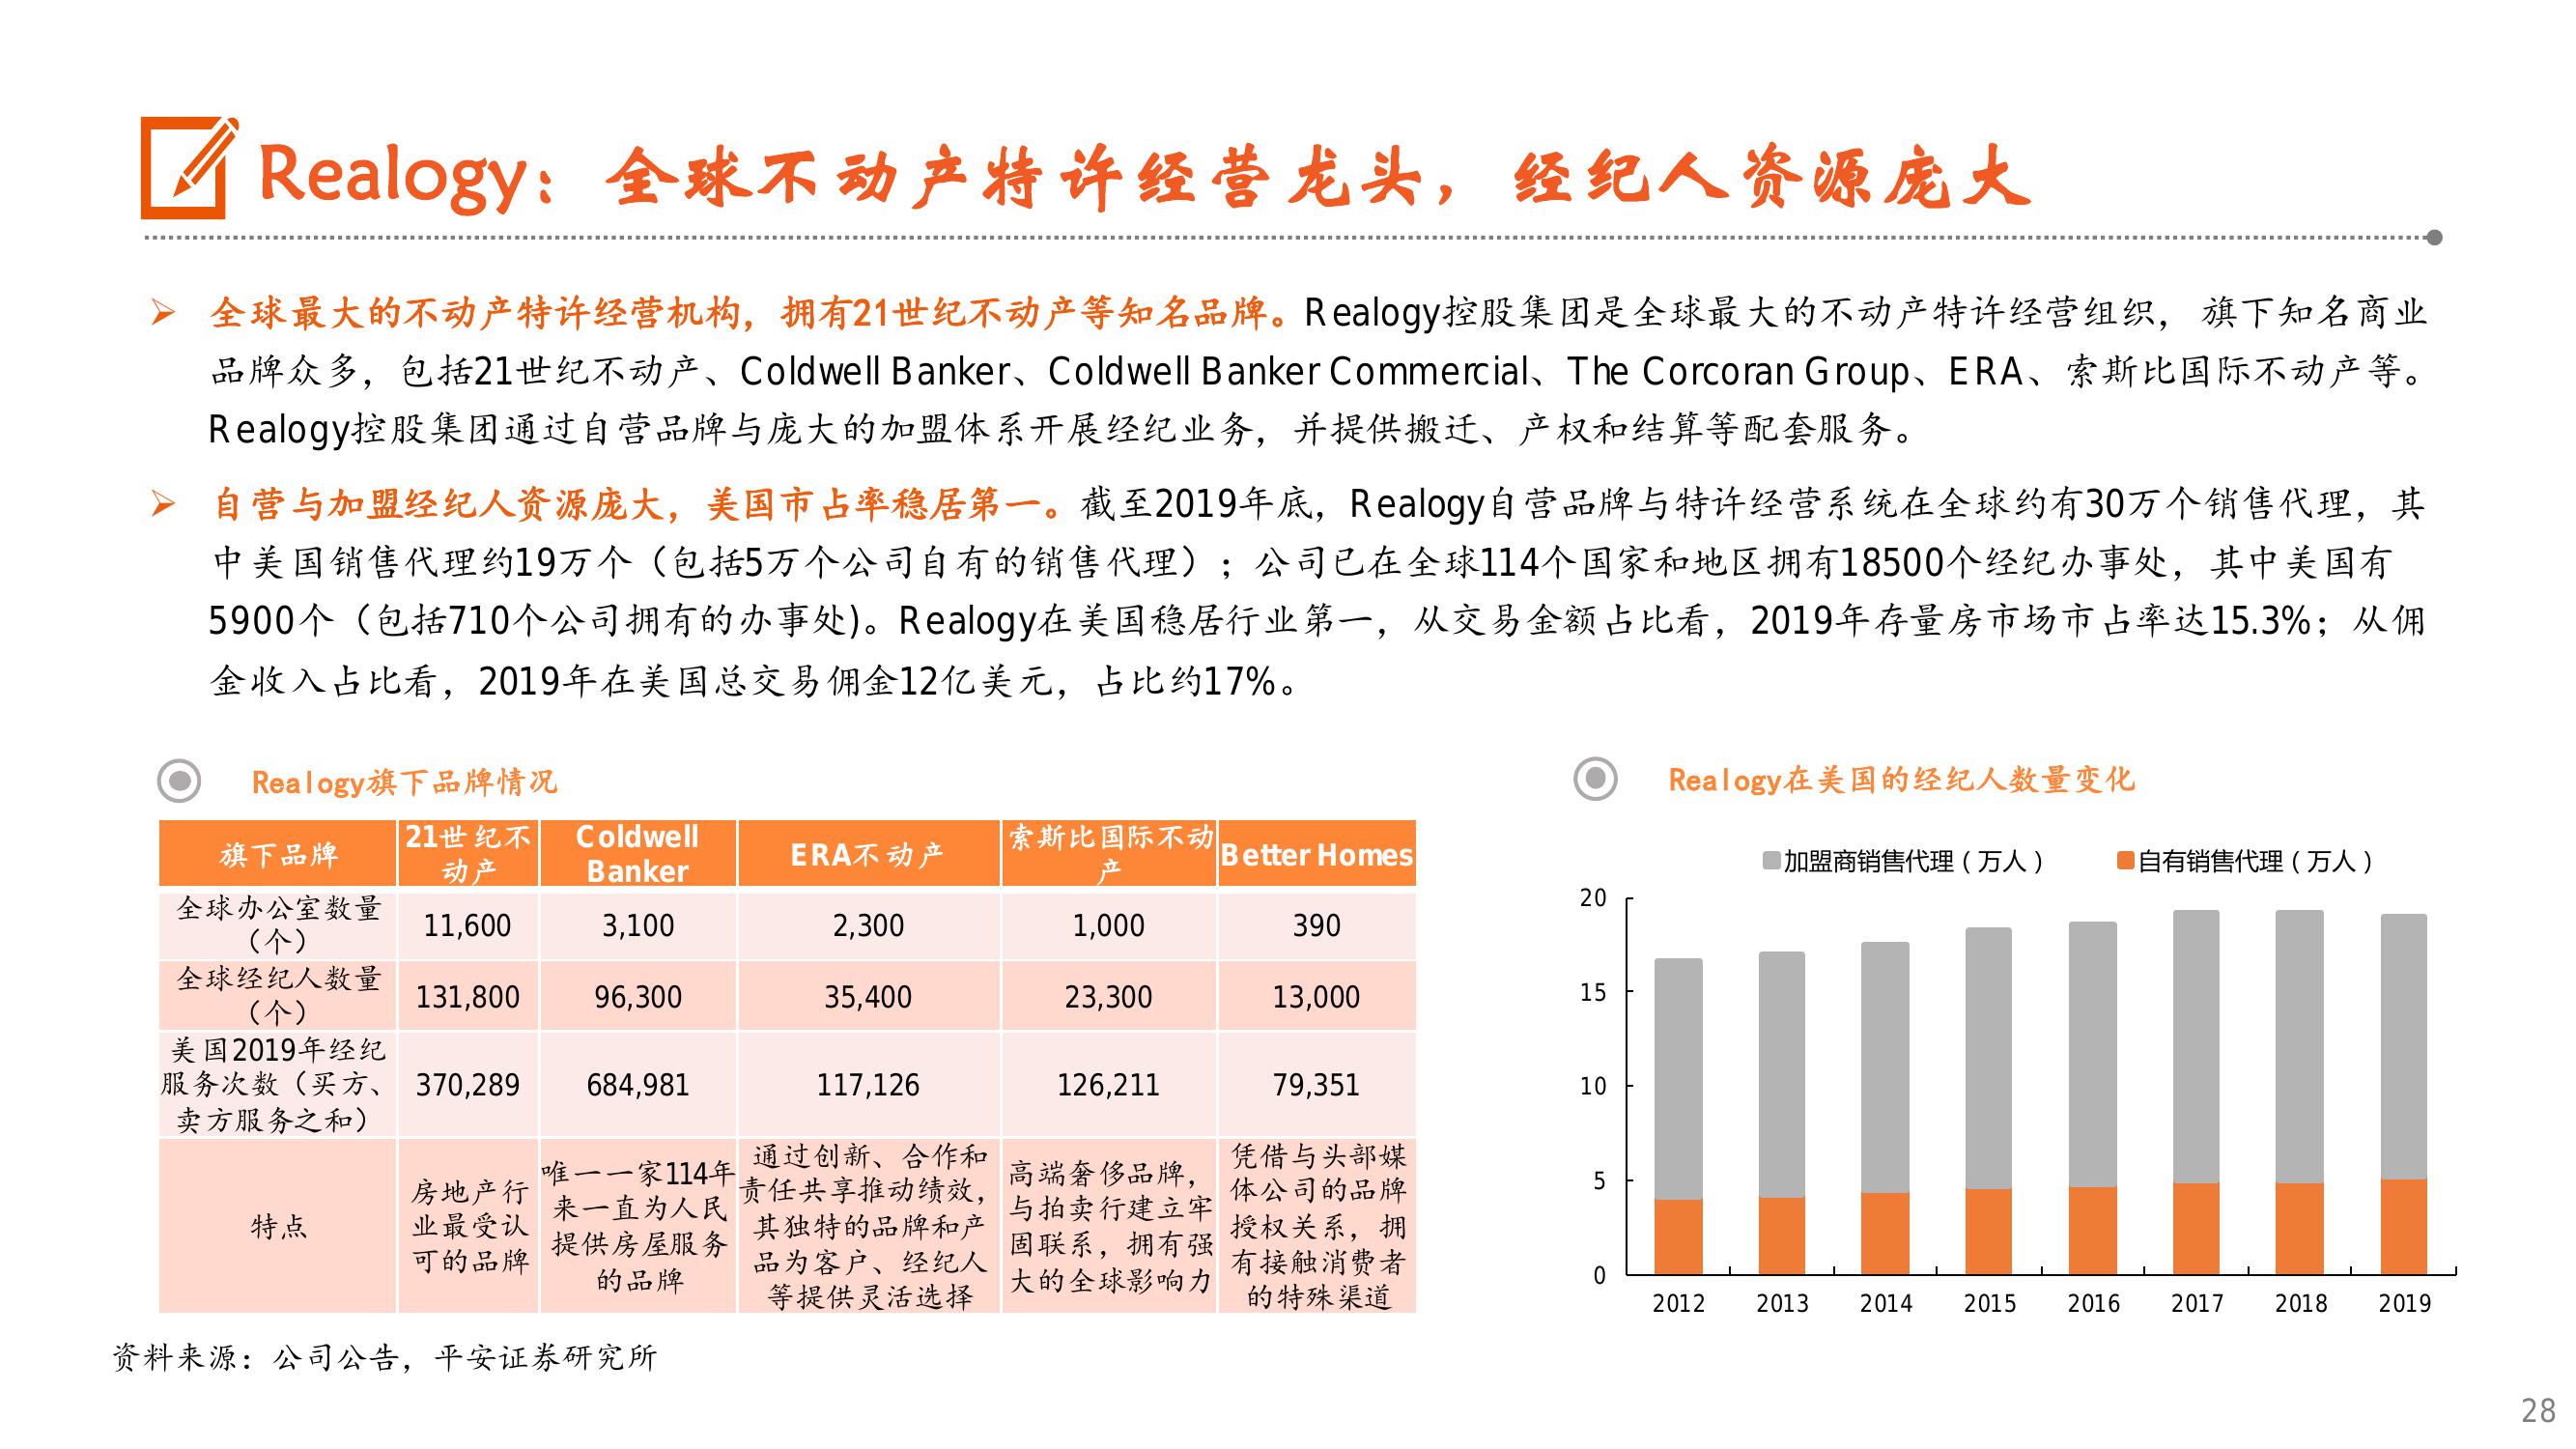 Realogy：全球不动产特许经营龙头，经纪人资源庞大
➢ 全球最大的不动产特许经营机构，拥有21世纪不动产等知名品牌。Realogy控股集团是全球最大的不动产特许经营组织，旗下知名商业
品牌众多，包括21世纪不动产、Coldwell Banker、Coldwell Banker Commercial、The Corcoran Group、ERA、索斯比国际不动产等。
Realogy控股集团通过自营品牌与庞大的加盟体系开展经纪业务，并提供搬迁、产权和结算等配套服务。
➢ 自营与加盟经纪人资源庞大，美国市占率稳居第一。截至2019年底，Realogy自营品牌与特许经营系统在全球约有30万个销售代理，其
中美国销售代理约19万个（包括5万个公司自有的销售代理）；公司已在全球114个国家和地区拥有18500个经纪办事处，其中美国有
5900个（包括710个公司拥有的办事处)。Realogy在美国稳居行业第一，从交易金额占比看，2019年存量房市场市占率达15.3%；从佣
金收入占比看，2019年在美国总交易佣金12亿美元，占比约17%。
Realogy旗下品牌情况
旗下品牌 21世纪不 Coldwell ERA不动产 索斯比国际不动 Better Homes
动产 Banker 产
全球办公室数量
（个） 11,600 3,100 2,300 1,000 390
全球经纪人数量
（个） 131,800 96,300 35,400 23,300 13,000
美国2019年经纪
服务次数（买方、 370,289 684,981 117,126 126,211 79,351
卖方服务之和）
特点
房地产行
业最受认
可的品牌
唯一一家114年
来一直为人民
提供房屋服务
的品牌
通过创新、合作和
责任共享推动绩效，
其独特的品牌和产
品为客户、经纪人
等提供灵活选择
高端奢侈品牌，
与拍卖行建立牢
固联系，拥有强
大的全球影响力
凭借与头部媒
体公司的品牌
授权关系，拥
有接触消费者
的特殊渠道
Realogy在美国的经纪人数量变化
加盟商销售代理（万人） 自有销售代理（万人）
20
15
10
5
0
2012 2013 2014 2015 2016 2017 2018 2019
资料来源：公司公告，平安证券研究所
28